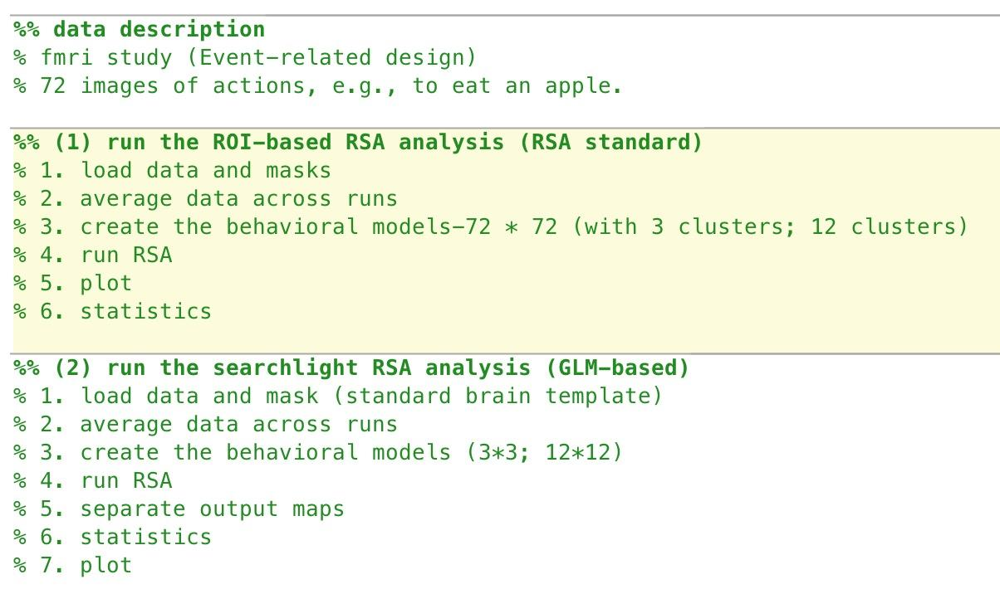 %% data description
% fmri study (Event-related design)
% 72 images of actions, e.g., to eat an apple.
%% (1) run the ROI-based RSA analysis (RSA standard)
% 1. load data and masks
% 2. average data across runs
% 3. create the behavioral models-72 * 72 (with 3 clusters; 12 clusters)
% 4. run RSA
% 5. plot
% 6. statistics
%% (2) run the searchlight RSA analysis (GLM-based)
% 1. load data and mask (standard brain template)
% 2. average data across runs
% 3. create the behavioral models (3*3; 12*12)
% 4. run RSA
% 5. separate output maps
% 6. statistics
% 7. plot